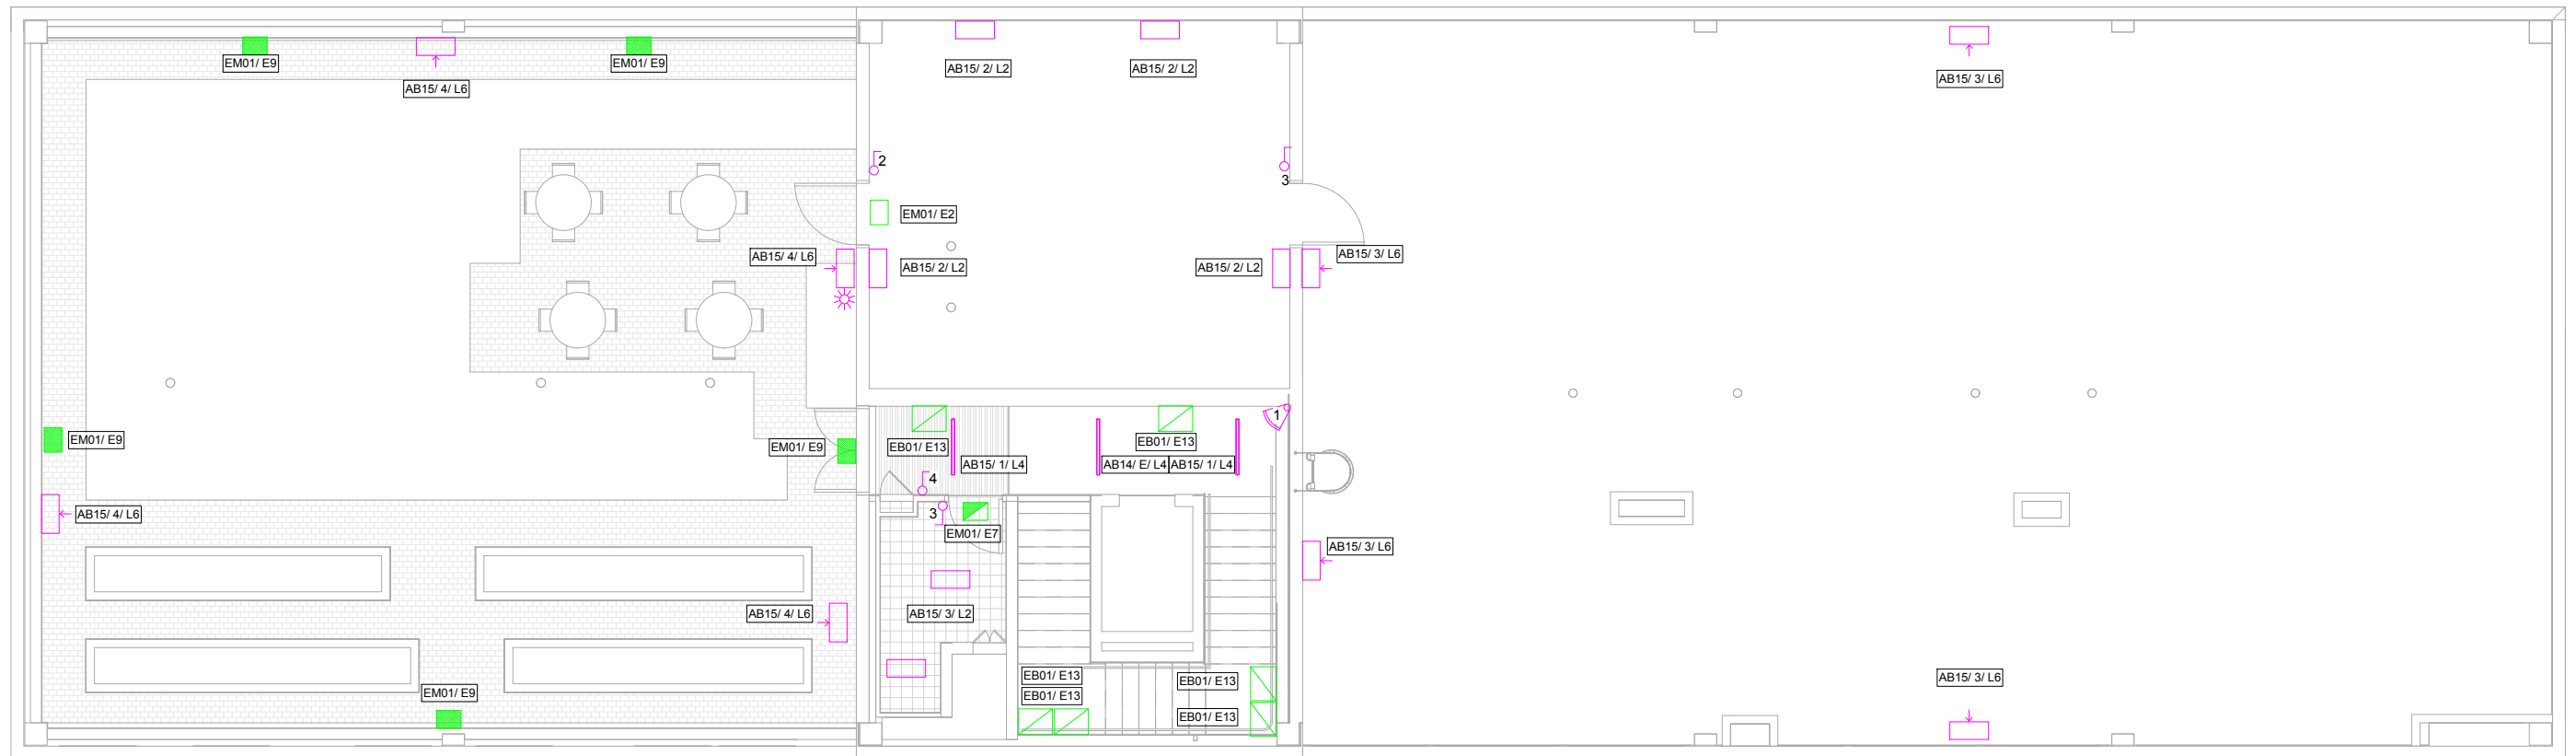 EM01/ E9
EM01/ E9
AB15/ 4/ L6
AB15/ 2/ L2
AB15/ 2/ L2
AB15/ 3/ L6
2
3
EM01/ E2
AB15/ 4/ L6
AB15/ 2/ L2
AB15/ 2/ L2
AB15/ 3/ L6
1
EM01/ E9
EM01/ E9
EB01/ E13
EB01/ E13
AB15/ 1/ L4
AB14/ E/ L4
AB15/ 1/ L4
4
3
AB15/ 4/ L6
EM01/ E7
AB15/ 3/ L6
AB15/ 4/ L6
AB15/ 3/ L2
EB01/ E13
EB01/ E13
EB01/ E13
EB01/ E13
AB15/ 3/ L6
EM01/ E9